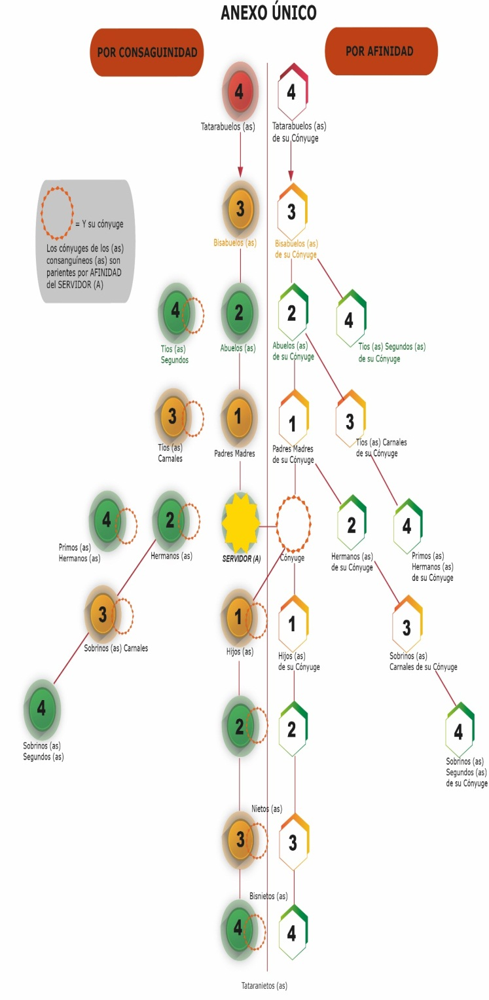 ANEXO ÚNICO
POR CONSAGUINIDAD
POR AFINIDAD
4
4
Tatarabuelos (as)
Tatarabuelos (as)
de su Cónyuge
= Y su cónyuge
Los cónyuges de los (as)
consanguíneos (as) son
parientes por AFINIDAD
del SERVIDOR (A)
3
3
Bisabuelos (as)
Bisabuelos (as)
de su Cónyuge
4
2
2
4
Tíos (as)
Segundos
Abuelos (as)
Abuelos (as)
de su Cónyuge
Tíos (as) Segundos (as)
de su Cónyuge
3
1
1
3
Tíos (as)
Carnales
Padres Madres
Padres Madres
de su Cónyuge
Tíos (as) Carnales
de su Cónyuge
4
2
2
4
Primos (as)
Hermanos (as)
Hermanos (as)
SERVIDOR (A)
Cónyuge
Hermanos (as)
de su Cónyuge
Primos (as)
Hermanos (as)
de su Cónyuge
3
1
1
3
Sobrinos (as) Carnales
Hijos (as)
Hijos (as)
de su Cónyuge
Sobrinos (as)
Carnales de su Cónyuge
4
2
2
4
Sobrinos (as)
Segundos (as)
Sobrinos (as)
Segundos (as)
de su Cónyuge
Nietos (as)
3
3
Bisnietos (as)
4
4
Tataranietos (as)